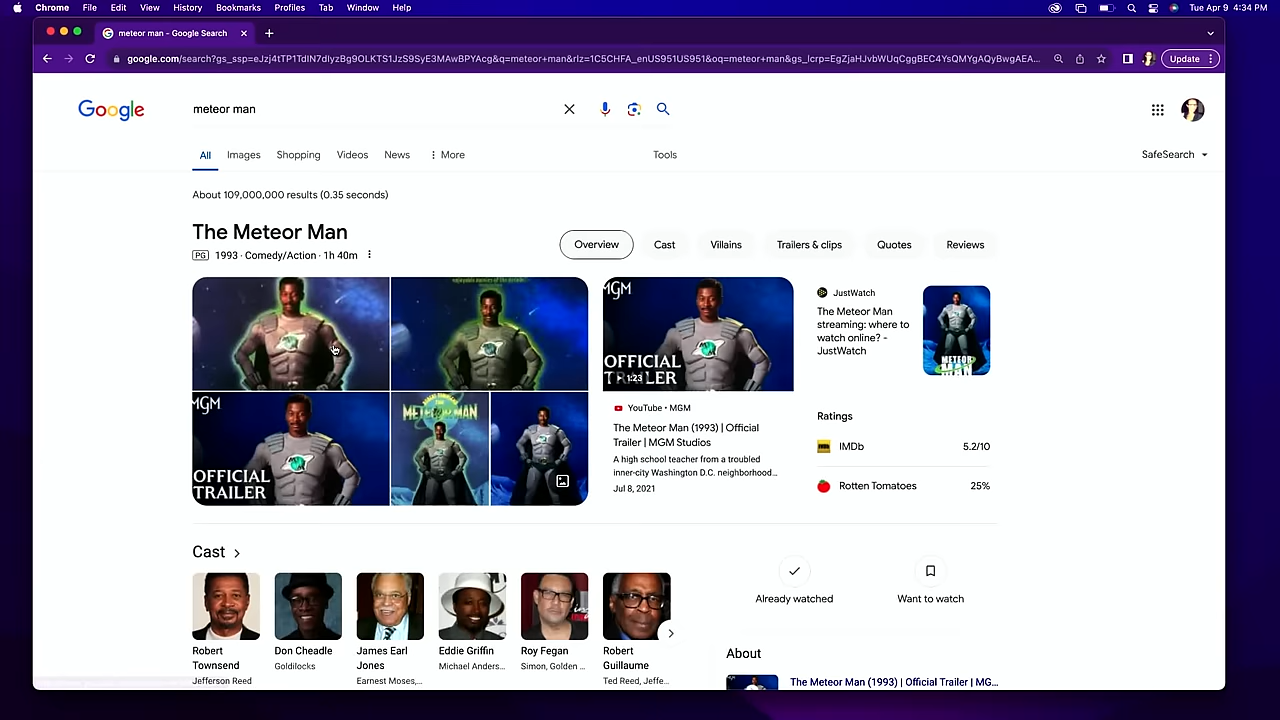 Chrome File Edit View History Bookmarks Profiles Tab Window Help
Tue Apr 9 4:34 PM
meteor man - Google Search
google.com/search?gs_ssp=eJzj4tTP1TdIN7dIyzBg9OLKTS1JzS9SyE3MAwBPYAcg&q=meteor+man&rlz=1C5CHFA_enUS951US951&oq=meteor+man&gs_lcrp=EgZjaHJvbWUqCggBEC4YsQMYgAQyBwgAEA...
Update
Google
meteor man
All Images Shopping Videos News More
Tools
SafeSearch
About 109,000,000 results (0.35 seconds)
The Meteor Man
PG 1993 · Comedy/Action · 1h 40m
Overview Cast Villains Trailers & clips Quotes Reviews
MGM
OFFICIAL
TRAILER
METEOR MAN
MGM
OFFICIAL
TRAILER
1:23
YouTube • MGM
The Meteor Man (1993) | Official
Trailer | MGM Studios
A high school teacher from a troubled
inner-city Washington D.C. neighborhood...
Jul 8, 2021
JustWatch
The Meteor Man
streaming: where to
watch online? -
JustWatch
METEOR
MAN
Ratings
IMDb 5.2/10
Rotten Tomatoes 25%
Cast
Robert
Townsend
Jefferson Reed
Don Cheadle
Goldilocks
James Earl
Jones
Earnest Moses,...
Eddie Griffin
Michael Anders...
Roy Fegan
Simon, Golden ...
Robert
Guillaume
Ted Reed, Jeffe...
Already watched
Want to watch
About
The Meteor Man (1993) | Official Trailer | MG...